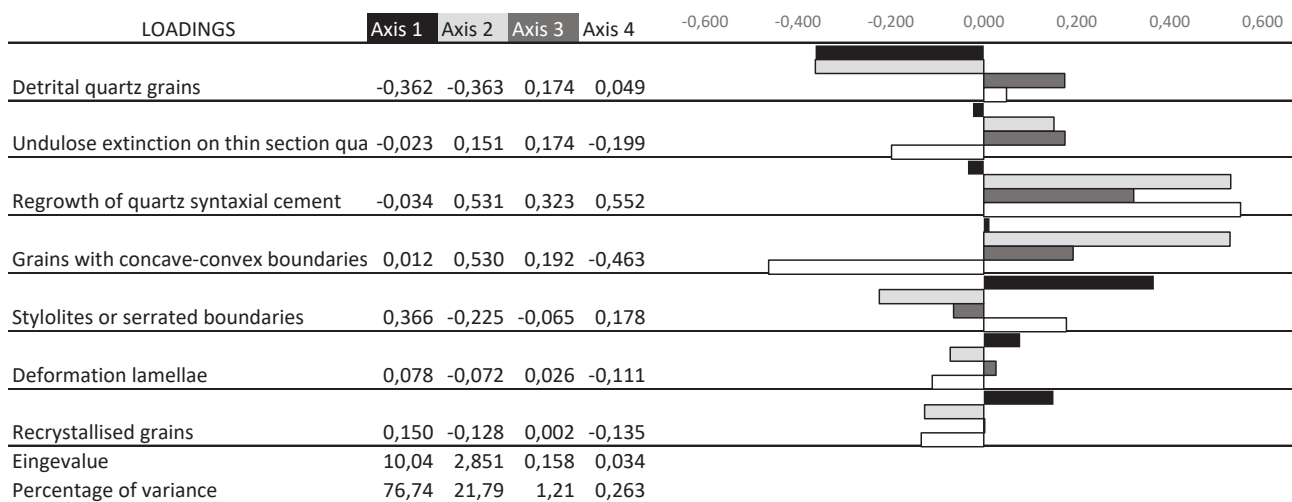 LOADINGS Axis 1 Axis 2 Axis 3 Axis 4 -0,600 -0,400 -0,200 0,000 0,200 0,400 0,600
Detrital quartz grains -0,362 -0,363 0,174 0,049
Undulose extinction on thin section qua -0,023 0,151 0,174 -0,199
Regrowth of quartz syntaxial cement -0,034 0,531 0,323 0,552
Grains with concave-convex boundaries 0,012 0,530 0,192 -0,463
Stylolites or serrated boundaries 0,366 -0,225 -0,065 0,178
Deformation lamellae 0,078 -0,072 0,026 -0,111
Recrystallised grains 0,150 -0,128 0,002 -0,135
Eingevalue 10,04 2,851 0,158 0,034
Percentage of variance 76,74 21,79 1,21 0,263